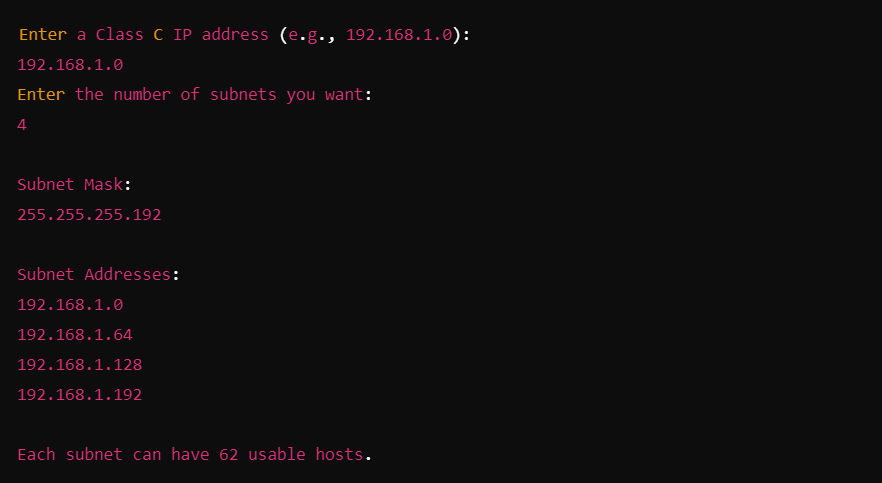 Enter a Class C IP address (e.g., 192.168.1.0):
192.168.1.0
Enter the number of subnets you want:
4
Subnet Mask:
255.255.255.192
Subnet Addresses:
192.168.1.0
192.168.1.64
192.168.1.128
192.168.1.192
Each subnet can have 62 usable hosts.